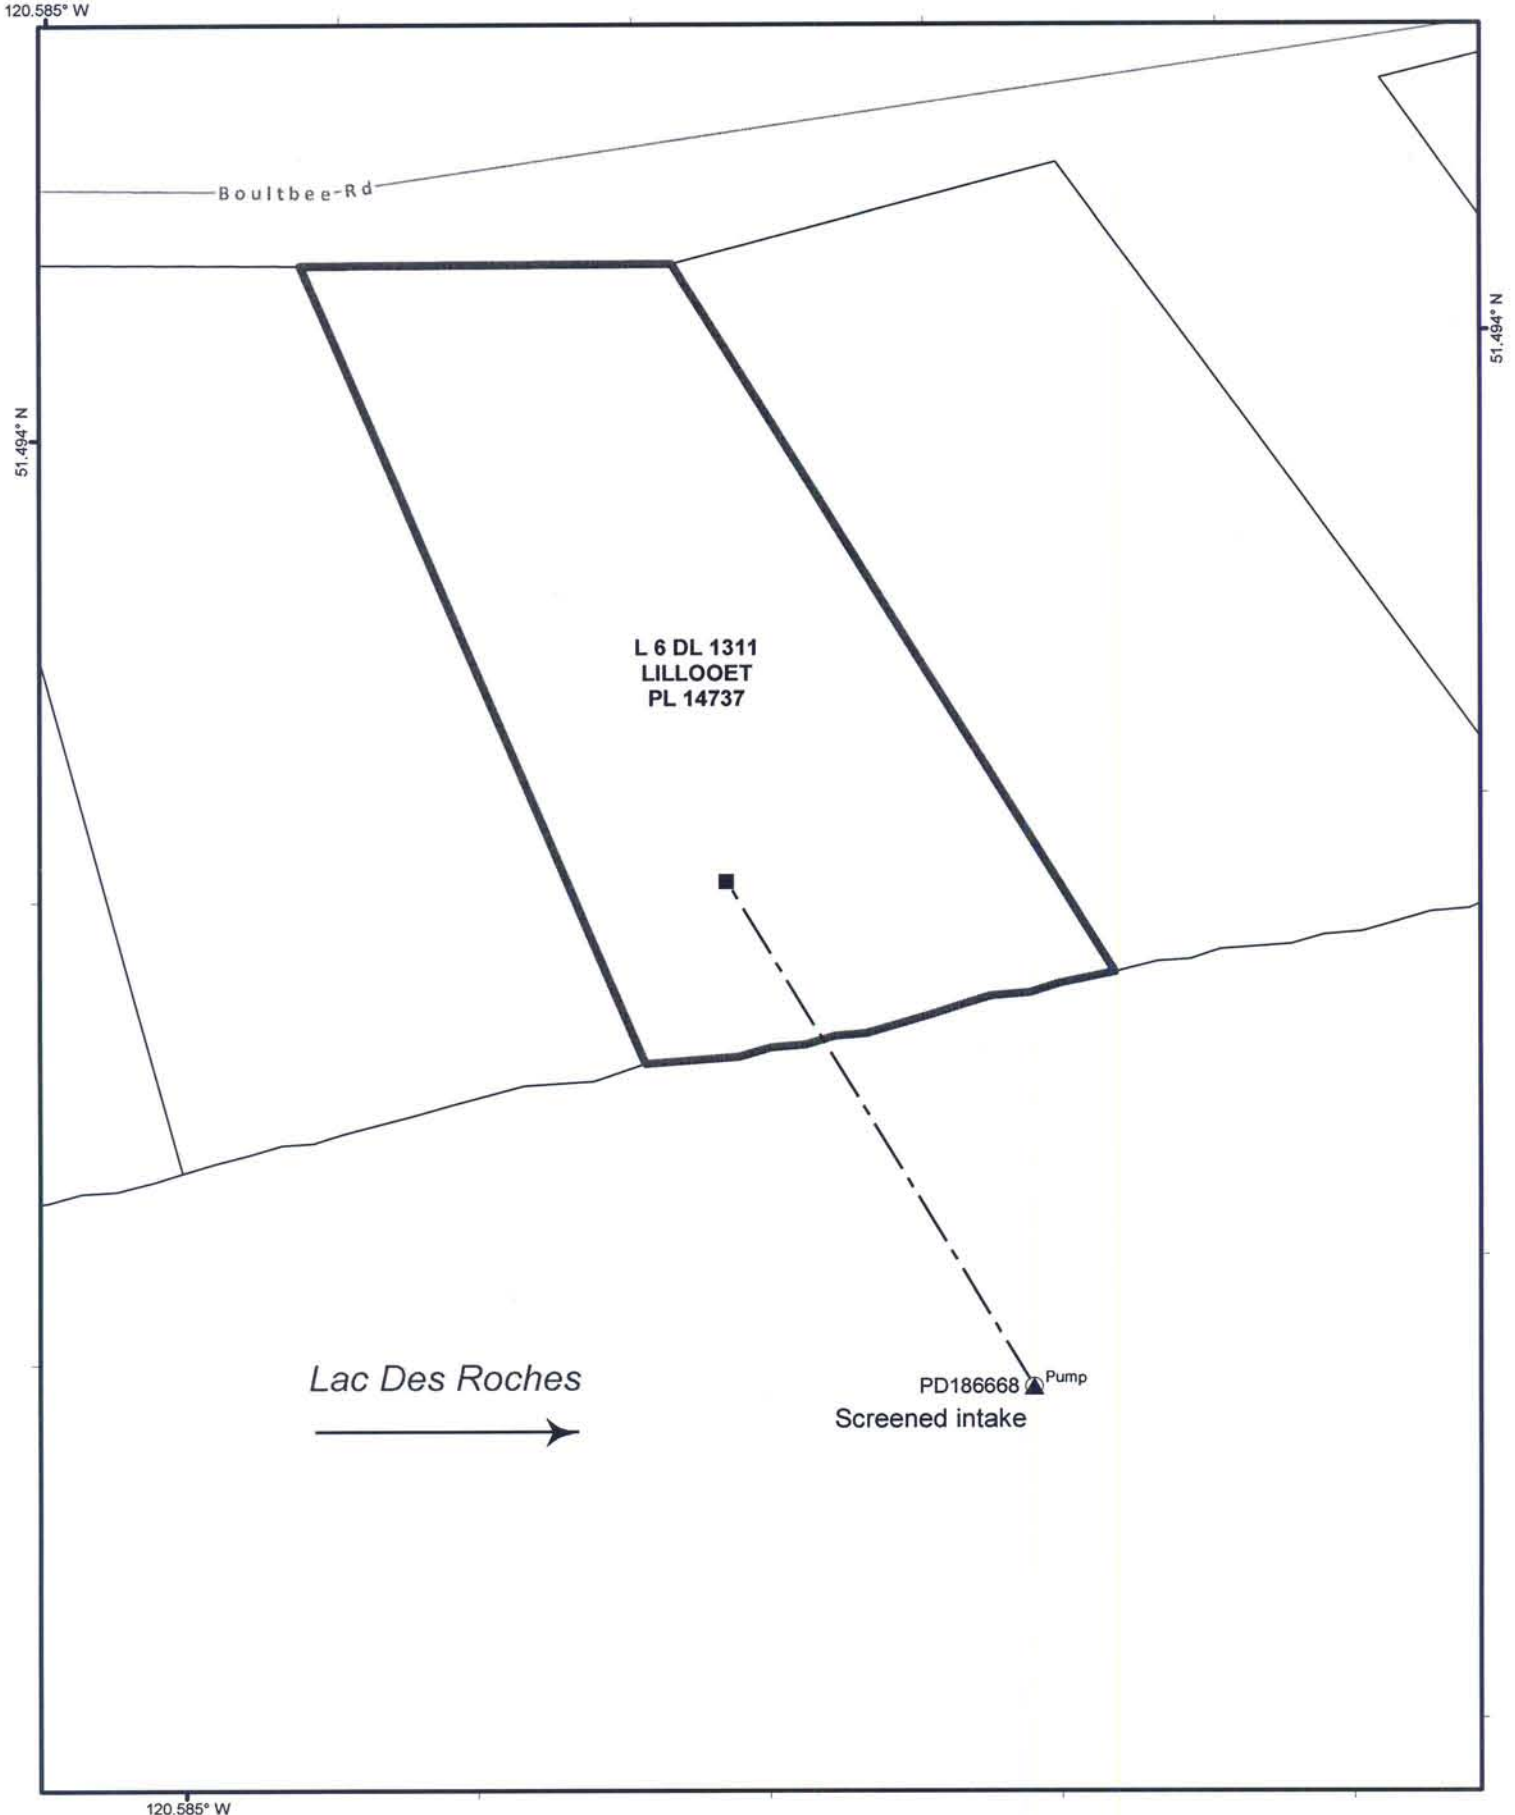 120.585° W
Boultbee-Rd
51.494° N
51.494° N
L 6 DL 1311
LILLOOET
PL 14737
Lac Des Roches
PD186668 Pump
Screened intake
120.585° W